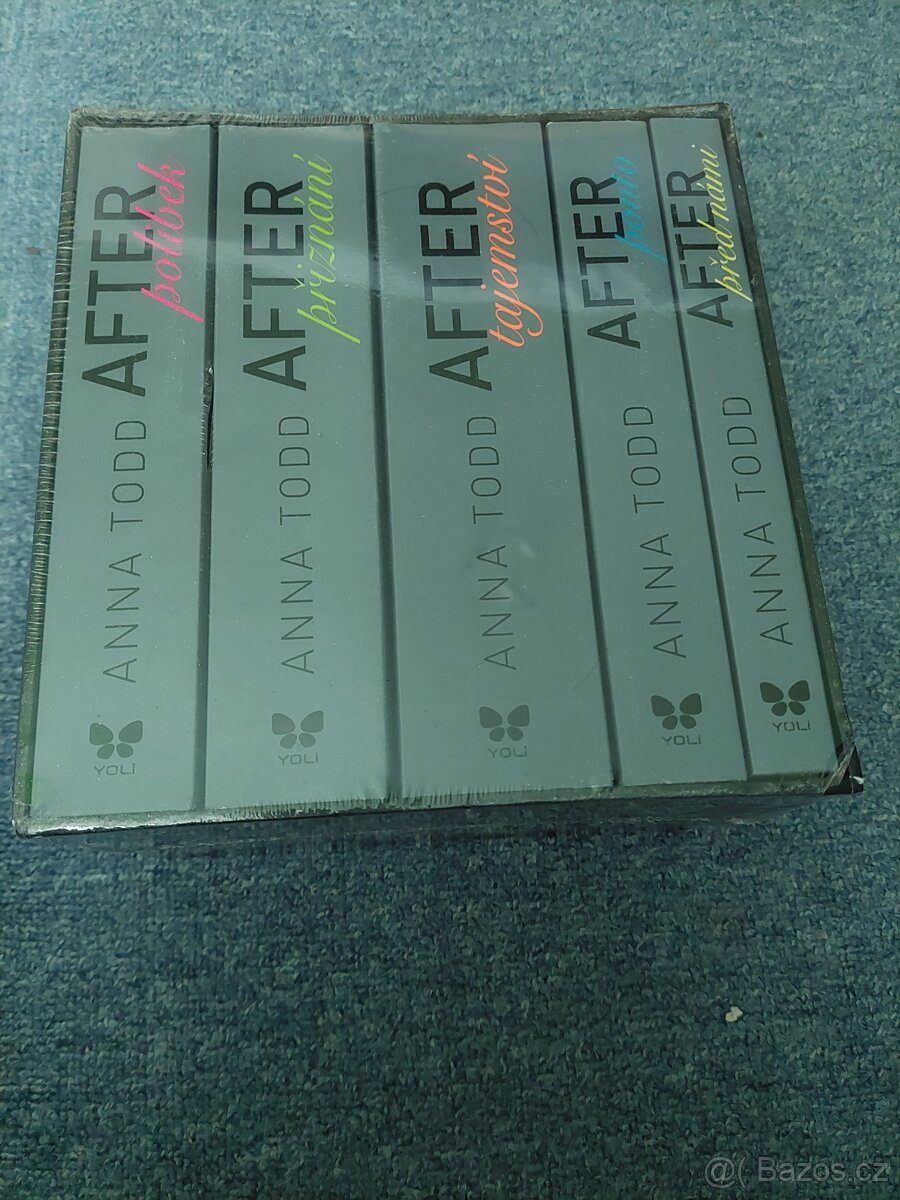 AFTER
polibek
ANNA TODD
YOLi
AFTER
přiznání
ANNA TODD
YOLi
AFTER
tajemství
ANNA TODD
YOLi
AFTER
pouto
ANNA TODD
YOLi
AFTER
před námi
ANNA TODD
YOLi
@( Bazos.cz